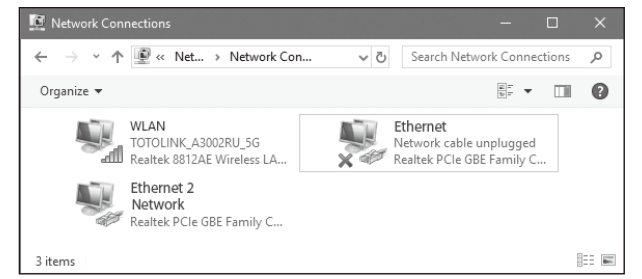 Network Connections
« Net... › Network Con... Search Network Connections
Organize
WLAN
TOTOLINK_A3002RU_5G
Realtek 8812AE Wireless LA...
Ethernet
Network cable unplugged
Realtek PCIe GBE Family C...
Ethernet 2
Network
Realtek PCIe GBE Family C...
3 items